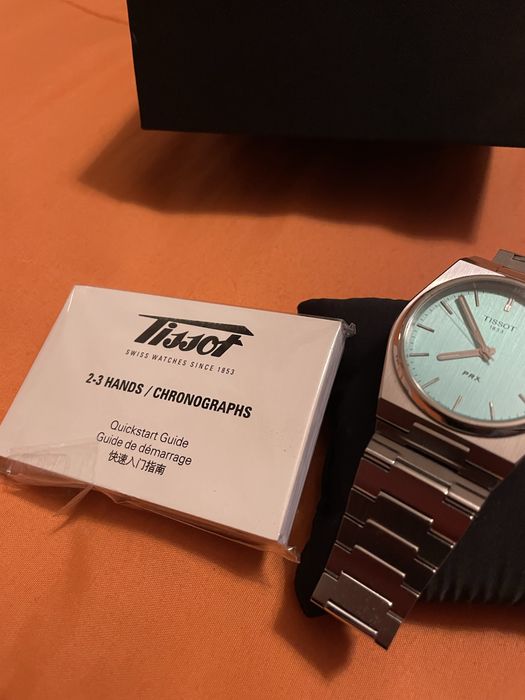 Tissot
SWISS WATCHES SINCE 1853
2-3 HANDS / CHRONOGRAPHS
Quickstart Guide
Guide de démarrage
快速入门指南
TISSOT
1853
PRX